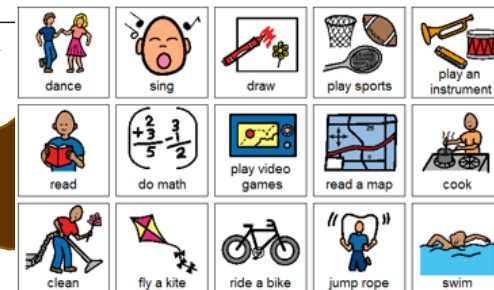 dance
sing
draw
play sports
play an
instrument
read
2
+3
5
3
-1
2
do math
play video
games
read a map
cook
clean
fly a kite
ride a bike
jump rope
swim